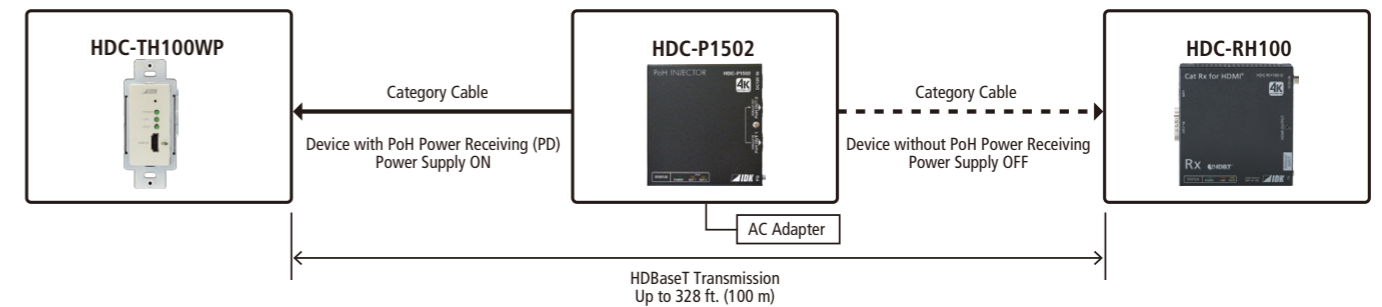 HDC-TH100WP
HDC-P1502
HDC-RH100
PoH INJECTOR HDC-P1502
4K
IDK
Cat Rx for HDMI
4K
Rx HDBT
IDK
Category Cable
Device with PoH Power Receiving (PD)
Power Supply ON
Category Cable
Device without PoH Power Receiving
Power Supply OFF
AC Adapter
HDBaseT Transmission
Up to 328 ft. (100 m)